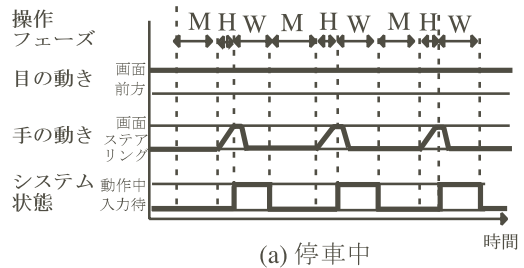 操作
フェーズ
M H W M H W M H W
目の動き
画面
前方
手の動き
画面
ステア
リング
システム
状態
動作中
入力待
時間
(a) 停車中